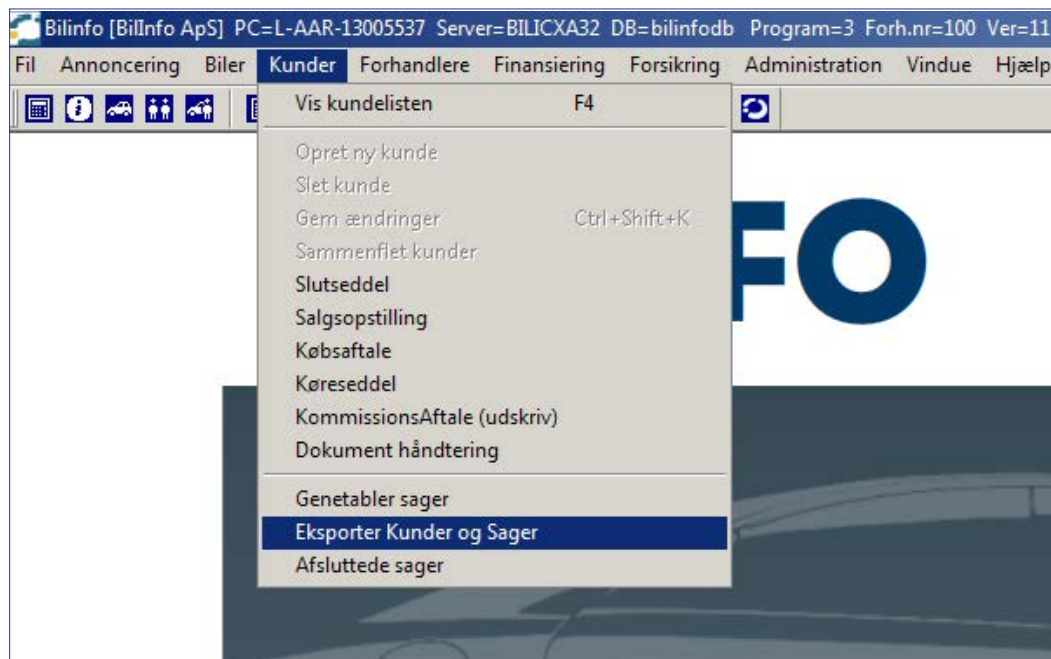 Bilinfo [BilInfo ApS] PC=L-AAR-13005537 Server=BILICXA32 DB=bilinfodb Program=3 Forh.nr=100 Ver=11
Fil Annoncering Biler Kunder Forhandlere Finansiering Forsikring Administration Vindue Hjælp
Vis kundelisten F4
Opret ny kunde
Slet kunde
Gem ændringer Ctrl+Shift+K
Sammenflet kunder
Slutseddel
Salgsopstilling
Købsaftale
Køreseddel
KommissionsAftale (udskriv)
Dokument håndtering
Genetabler sager
Eksporter Kunder og Sager
Afsluttede sager
FO